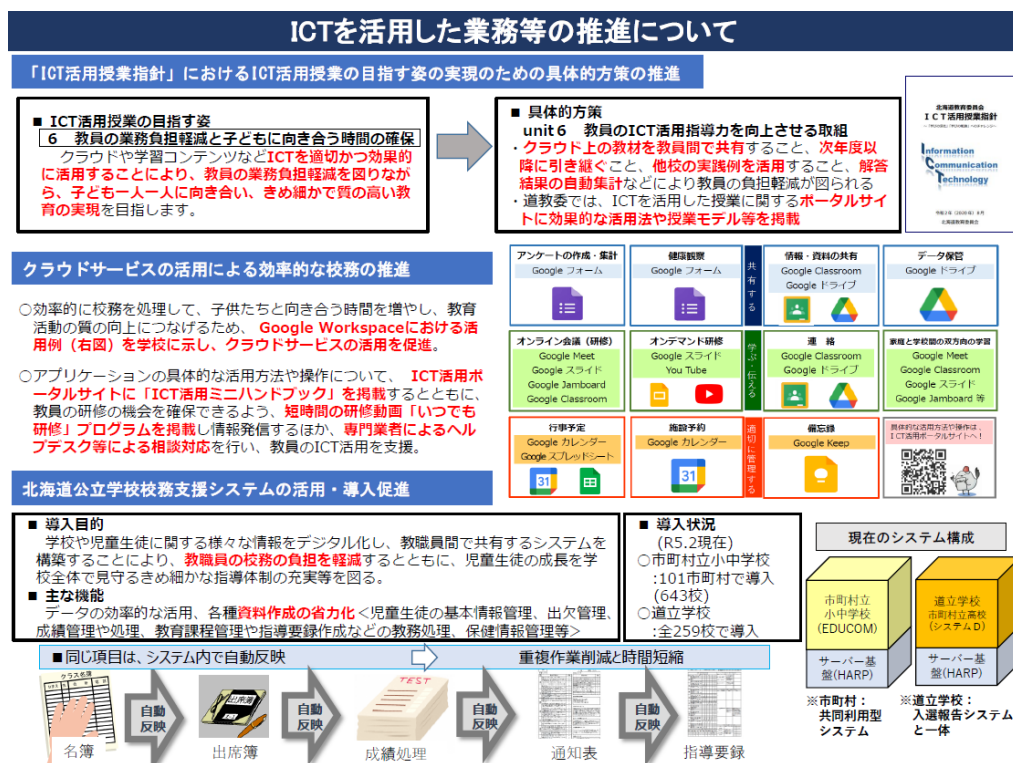 ICTを活用した業務等の推進について
「ICT活用授業指針」におけるICT活用授業の目指す姿の実現のための具体的方策の推進
■ ICT活用授業の目指す姿
6 教員の業務負担軽減と子どもに向き合う時間の確保
クラウドや学習コンテンツなどICTを適切かつ効果的
に活用することにより、教員の業務負担軽減を図りなが
ら、子ども一人一人に向き合い、きめ細かで質の高い教
育の実現を目指します。
■ 具体的方策
unit６ 教員のICT活用指導力を向上させる取組
・クラウド上の教材を教員間で共有すること、次年度以
降に引き継ぐこと、他校の実践例を活用すること、解答
結果の自動集計などにより教員の負担軽減が図られる
・道教委では、ICTを活用した授業に関するポータルサイ
トに効果的な活用法や授業モデル等を掲載
北海道教育委員会
ICT活用授業指針
Information
Communication
Technology
令和2年（2020年）8月
北海道教育委員会
クラウドサービスの活用による効率的な校務の推進
○効率的に校務を処理して、子供たちと向き合う時間を増やし、教育
活動の質の向上につなげるため、Google Workspaceにおける活
用例（右図）を学校に示し、クラウドサービスの活用を促進。
○アプリケーションの具体的な活用方法や操作について、ICT活用ポ
ータルサイトに「ICT活用ミニハンドブック」を掲載するとともに、
教員の研修の機会を確保できるよう、短時間の研修動画「いつでも
研修」プログラムを掲載し情報発信するほか、専門業者によるヘル
プデスク等による相談対応を行い、教員のICT活用を支援。
アンケートの作成・集計
Google フォーム
健康観察
Google フォーム
共有する
情報・資料の共有
Google Classroom
Google ドライブ
データ保管
Google ドライブ
オンライン会議（研修）
Google Meet
Google スライド
Google Jamboard
Google Classroom
オンデマンド研修
Google スライド
You Tube
学ぶ・伝える
連 絡
Google Classroom
Google ドライブ
家庭と学校間の双方向の学習
Google Meet
Google Classroom
Google スライド
Google Jamboard 等
行事予定
Google カレンダー
Google スプレッドシート
31
施設予約
Google カレンダー
31
適切に管理する
備忘録
Google Keep
具体的な活用方法や操作は、
ICT活用ポータルサイトへ！
北海道公立学校校務支援システムの活用・導入促進
■ 導入目的
学校や児童生徒に関する様々な情報をデジタル化し、教職員間で共有するシステムを
構築することにより、教職員の校務の負担を軽減するとともに、児童生徒の成長を学
校全体で見守るきめ細かな指導体制の充実等を図る。
■ 主な機能
データの効率的な活用、各種資料作成の省力化＜児童生徒の基本情報管理、出欠管理、
成績管理や処理、教育課程管理や指導要録作成などの教務処理、保健情報管理等＞
■ 導入状況
(R5.2現在)
○市町村立小中学校
:101市町村で導入
(643校)
○道立学校
:全259校で導入
現在のシステム構成
市町村立
小中学校
(EDUCOM)
サーバー基
盤(HARP)
道立学校
市町村立高校
(システムD)
サーバー基
盤(HARP)
※市町村：
共同利用型
システム
※道立学校：
入選報告システム
と一体
■同じ項目は、システム内で自動反映
重複作業削減と時間短縮
クラス名簿
名簿
自動
反映
出席簿
出席簿
自動
反映
TEST
成績処理
自動
反映
通知表
自動
反映
指導要録